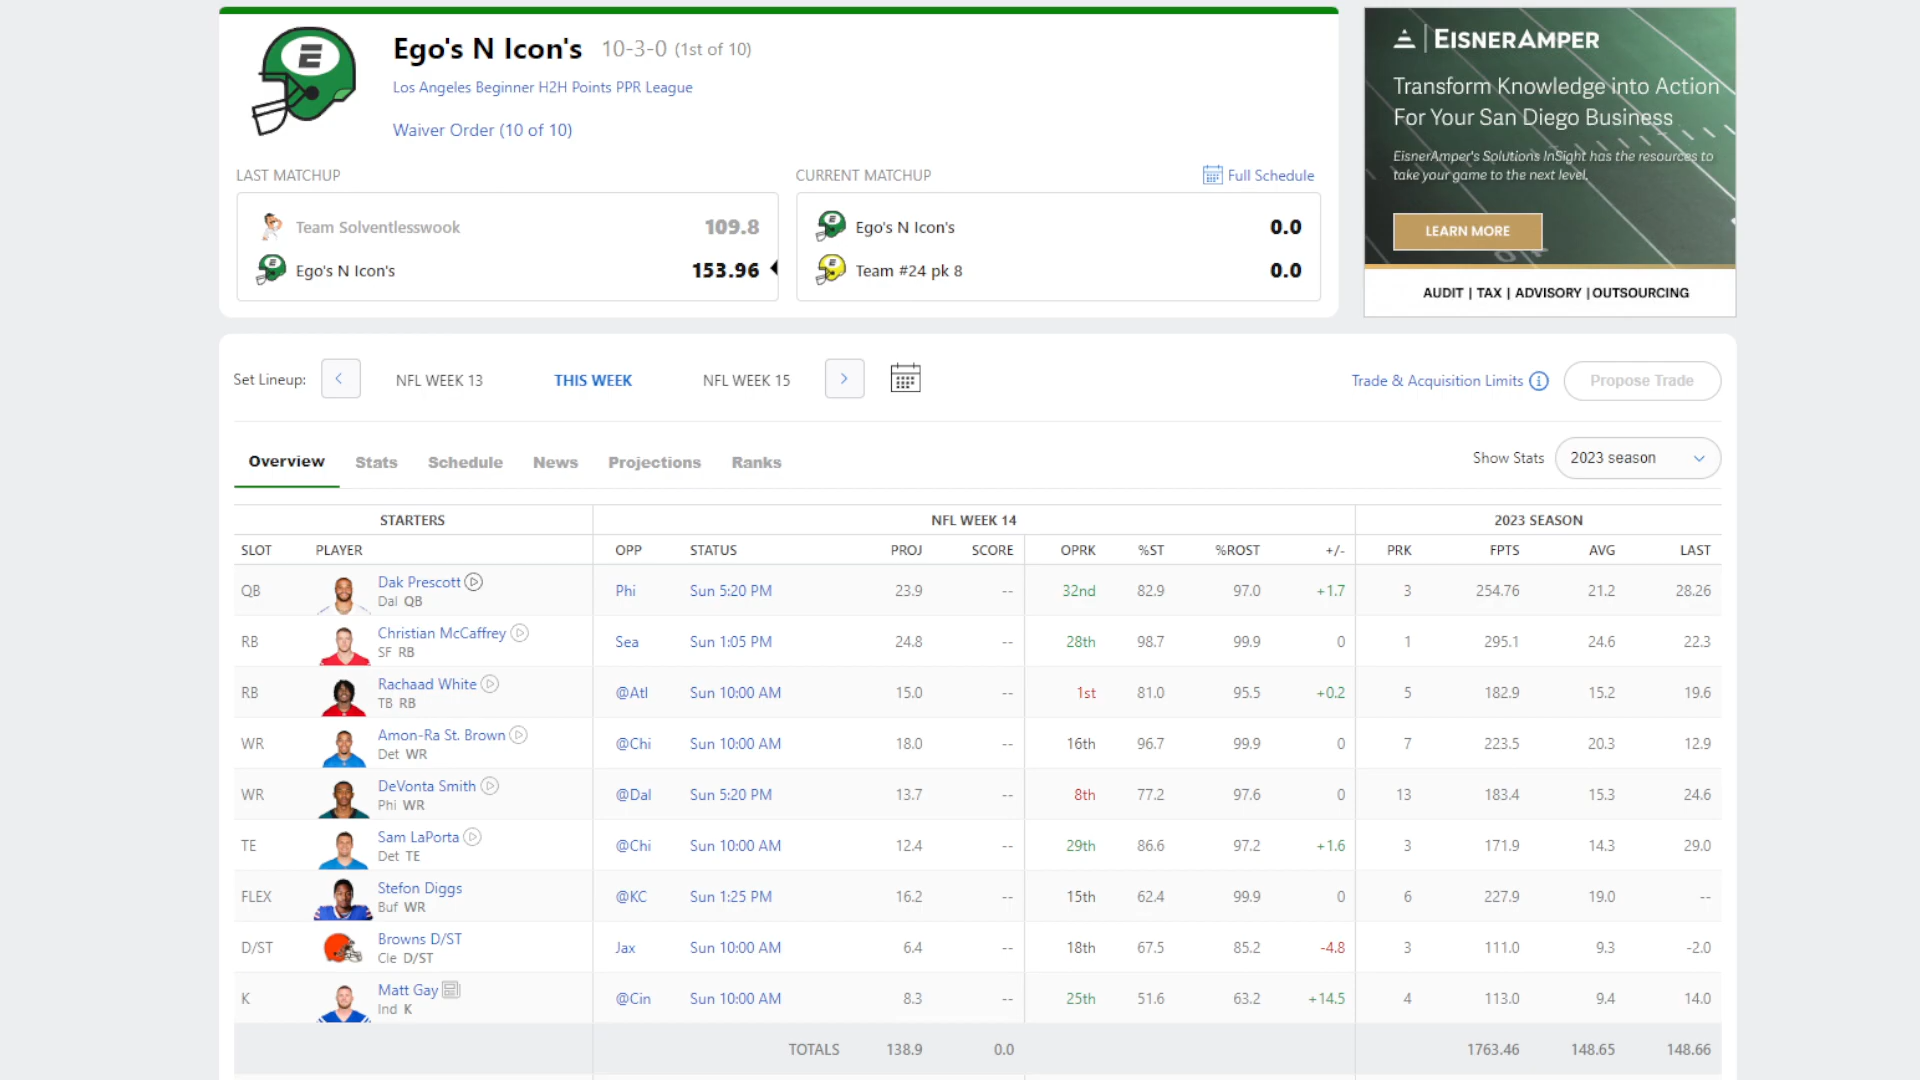 Ego's N Icon's 10-3-0 (1st of 10)
Los Angeles Beginner H2H Points PPR League
Waiver Order (10 of 10)
LAST MATCHUP
Team Solventlesswook 109.8
Ego's N Icon's 153.96
CURRENT MATCHUP Full Schedule
Ego's N Icon's 0.0
Team #24 pk 8 0.0
EISNERAMPER
Transform Knowledge into Action
For Your San Diego Business
EisnerAmper's Solutions InSight has the resources to
take your game to the next level.
LEARN MORE
AUDIT | TAX | ADVISORY | OUTSOURCING
Set Lineup: NFL WEEK 13 THIS WEEK NFL WEEK 15 Trade & Acquisition Limits Propose Trade
Overview Stats Schedule News Projections Ranks Show Stats 2023 season
STARTERS NFL WEEK 14 2023 SEASON
SLOT PLAYER OPP STATUS PROJ SCORE OPRK %ST %ROST +/- PRK FPTS AVG LAST
QB Dak Prescott Phi Sun 5:20 PM 23.9 -- 32nd 82.9 97.0 +1.7 3 254.76 21.2 28.26
Dal QB
RB Christian McCaffrey Sea Sun 1:05 PM 24.8 -- 28th 98.7 99.9 0 1 295.1 24.6 22.3
SF RB
RB Rachaad White @Atl Sun 10:00 AM 15.0 -- 1st 81.0 95.5 +0.2 5 182.9 15.2 19.6
TB RB
WR Amon-Ra St. Brown @Chi Sun 10:00 AM 18.0 -- 16th 96.7 99.9 0 7 223.5 20.3 12.9
Det WR
WR DeVonta Smith @Dal Sun 5:20 PM 13.7 -- 8th 77.2 97.6 0 13 183.4 15.3 24.6
Phi WR
TE Sam LaPorta @Chi Sun 10:00 AM 12.4 -- 29th 86.6 97.2 +1.6 3 171.9 14.3 29.0
Det TE
FLEX Stefon Diggs @KC Sun 1:25 PM 16.2 -- 15th 62.4 99.9 0 6 227.9 19.0 --
Buf WR
D/ST Browns D/ST Jax Sun 10:00 AM 6.4 -- 18th 67.5 85.2 -4.8 3 111.0 9.3 -2.0
Cle D/ST
K Matt Gay @Cin Sun 10:00 AM 8.3 -- 25th 51.6 63.2 +14.5 4 113.0 9.4 14.0
Ind K
TOTALS 138.9 0.0 1763.46 148.65 148.66